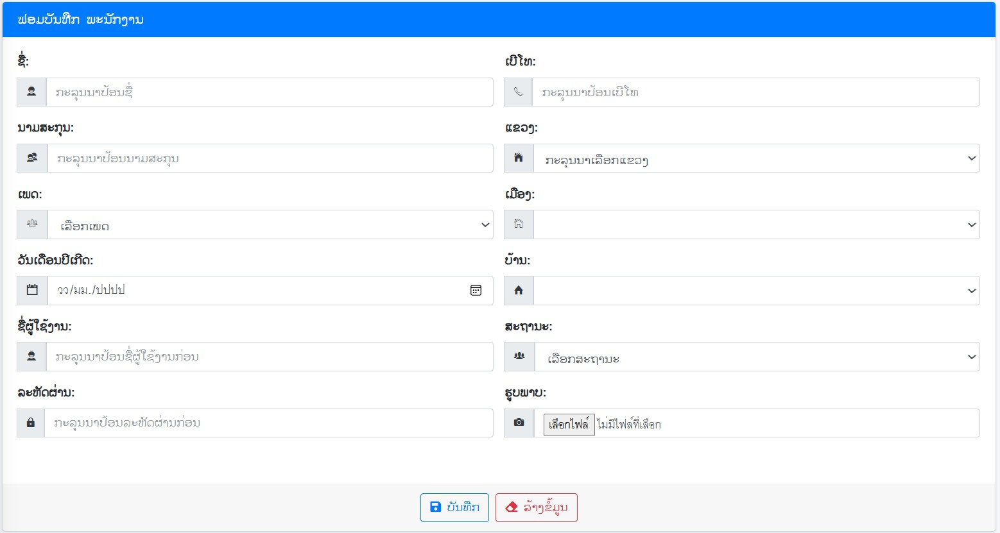 ຟອມບັນທຶກ ພະນັກງານ
ຊື່:
ກະລຸນນາປ້ອນຊື່
ນາມສະກຸນ:
ກະລຸນນາປ້ອນນາມສະກຸນ
ເພດ:
ເລືອກເພດ
ວັນເດືອນປີເກີດ:
วว/มม./ปปปป
ຊື່ຜູ້ໃຊ້ງານ:
ກະລຸນນາປ້ອນຊື່ຜູ້ໃຊ້ງານກ່ອນ
ລະຫັດຜ່ານ:
ກະລຸນນາປ້ອນລະຫັດຜ່ານກ່ອນ
ເບີໂທ:
ກະລຸນນາປ້ອນເບີໂທ
ແຂວງ:
ກະລຸນນາເລືອກແຂວງ
ເມືອງ:
ບ້ານ:
ສະຖານະ:
ເລືອກສະຖານະ
ຮູບພາບ:
เลือกไฟล์ ไม่มีไฟล์ที่เลือก
ບັນທຶກ
ລ້າງຂໍ້ມູນ